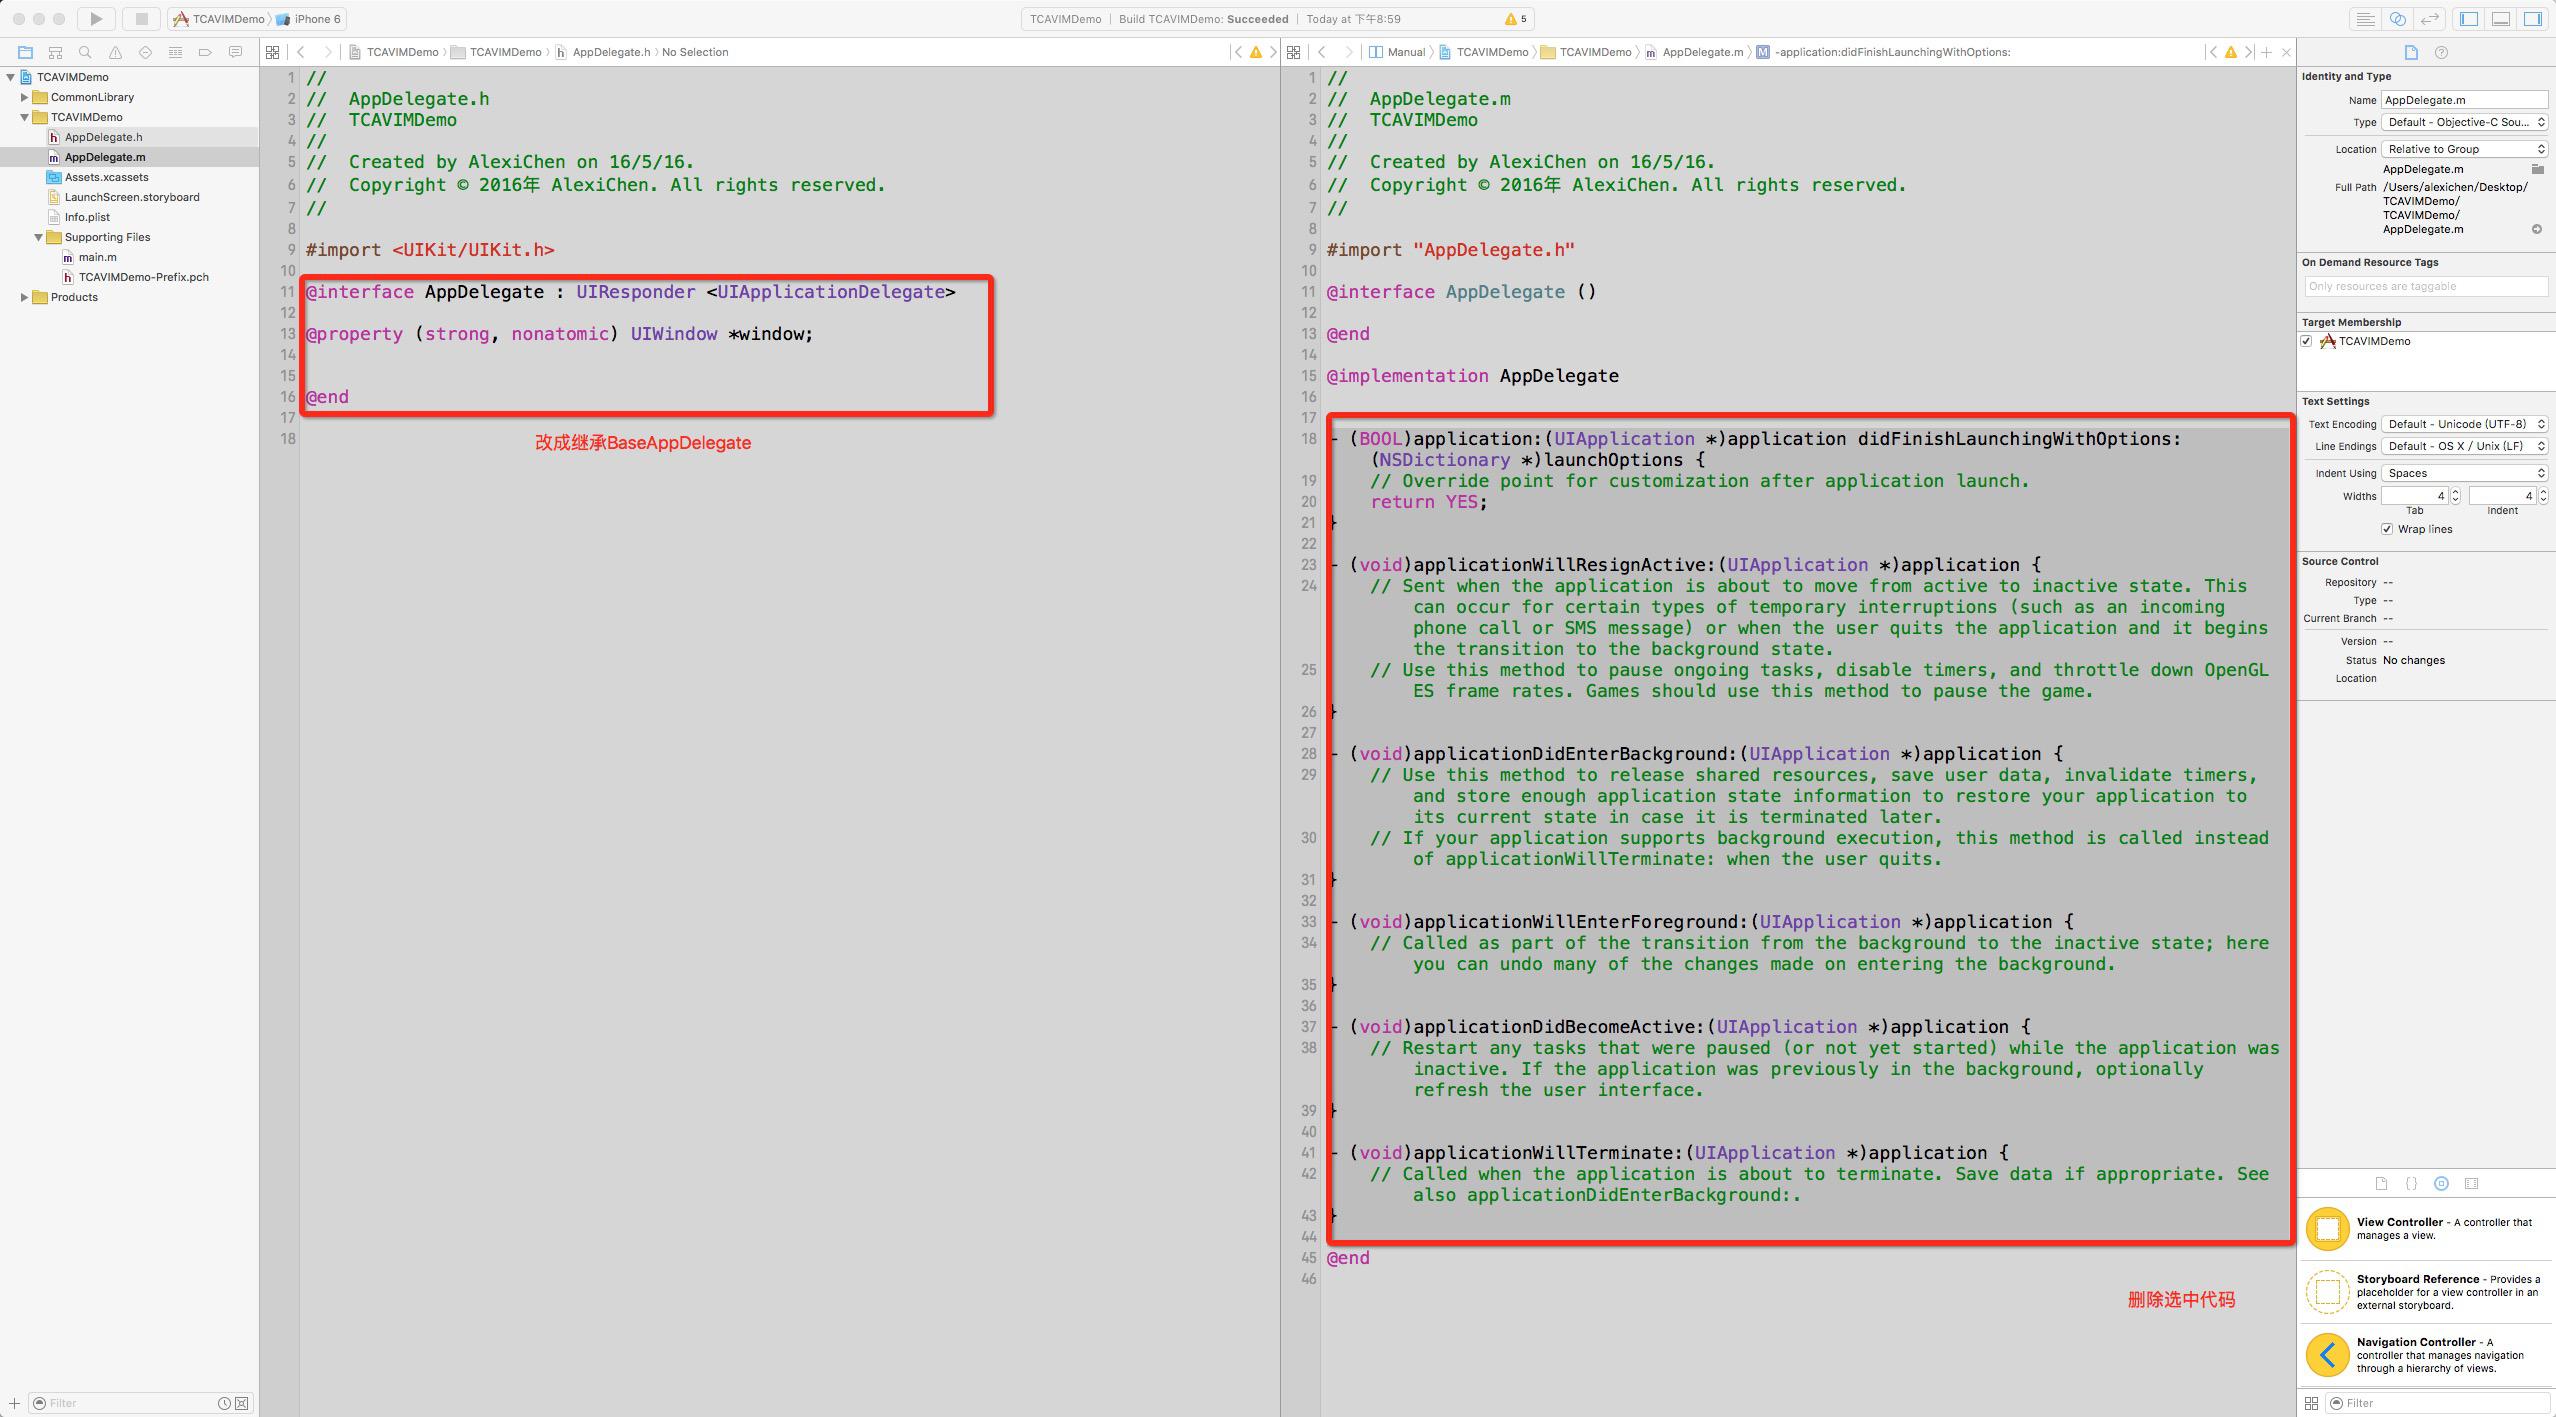 TCAVIMDemo iPhone 6
TCAVIMDemo | Build TCAVIMDemo: Succeeded | Today at 下午8:59
5
TCAVIMDemo
CommonLibrary
TCAVIMDemo
AppDelegate.h
AppDelegate.m
Assets.xcassets
LaunchScreen.storyboard
Info.plist
Supporting Files
main.m
TCAVIMDemo-Prefix.pch
Products
Filter
TCAVIMDemo TCAVIMDemo AppDelegate.h No Selection
1 //
2 //  AppDelegate.h
3 //  TCAVIMDemo
4 //
5 //  Created by AlexiChen on 16/5/16.
6 //  Copyright © 2016年 AlexiChen. All rights reserved.
7 //
8
9 #import <UIKit/UIKit.h>
10
11 @interface AppDelegate : UIResponder <UIApplicationDelegate>
12
13 @property (strong, nonatomic) UIWindow *window;
14
15
16 @end
17
18
改成继承BaseAppDelegate
Manual TCAVIMDemo TCAVIMDemo AppDelegate.m -application:didFinishLaunchingWithOptions:
1 //
2 //  AppDelegate.m
3 //  TCAVIMDemo
4 //
5 //  Created by AlexiChen on 16/5/16.
6 //  Copyright © 2016年 AlexiChen. All rights reserved.
7 //
8
9 #import "AppDelegate.h"
10
11 @interface AppDelegate ()
12
13 @end
14
15 @implementation AppDelegate
16
17
18 - (BOOL)application:(UIApplication *)application didFinishLaunchingWithOptions:
(NSDictionary *)launchOptions {
19 // Override point for customization after application launch.
20 return YES;
21 }
22
23 - (void)applicationWillResignActive:(UIApplication *)application {
24 // Sent when the application is about to move from active to inactive state. This
can occur for certain types of temporary interruptions (such as an incoming
phone call or SMS message) or when the user quits the application and it begins
the transition to the background state.
25 // Use this method to pause ongoing tasks, disable timers, and throttle down OpenGL
ES frame rates. Games should use this method to pause the game.
26 }
27
28 - (void)applicationDidEnterBackground:(UIApplication *)application {
29 // Use this method to release shared resources, save user data, invalidate timers,
and store enough application state information to restore your application to
its current state in case it is terminated later.
30 // If your application supports background execution, this method is called instead
of applicationWillTerminate: when the user quits.
31 }
32
33 - (void)applicationWillEnterForeground:(UIApplication *)application {
34 // Called as part of the transition from the background to the inactive state; here
you can undo many of the changes made on entering the background.
35 }
36
37 - (void)applicationDidBecomeActive:(UIApplication *)application {
38 // Restart any tasks that were paused (or not yet started) while the application was
inactive. If the application was previously in the background, optionally
refresh the user interface.
39 }
40
41 - (void)applicationWillTerminate:(UIApplication *)application {
42 // Called when the application is about to terminate. Save data if appropriate. See
also applicationDidEnterBackground:.
43 }
44
45 @end
46
删除选中代码
Identity and Type
Name AppDelegate.m
Type Default - Objective-C Sou...
Location Relative to Group
AppDelegate.m
Full Path /Users/alexichen/Desktop/
TCAVIMDemo/
TCAVIMDemo/
AppDelegate.m
On Demand Resource Tags
Only resources are taggable
Target Membership
TCAVIMDemo
Text Settings
Text Encoding Default - Unicode (UTF-8)
Line Endings Default - OS X / Unix (LF)
Indent Using Spaces
Widths 4 4
Tab Indent
Wrap lines
Source Control
Repository --
Type --
Current Branch --
Version --
Status No changes
Location
View Controller - A controller that
manages a view.
Storyboard Reference - Provides a
placeholder for a view controller in an
external storyboard.
Navigation Controller - A
controller that manages navigation
through a hierarchy of views.
Filter